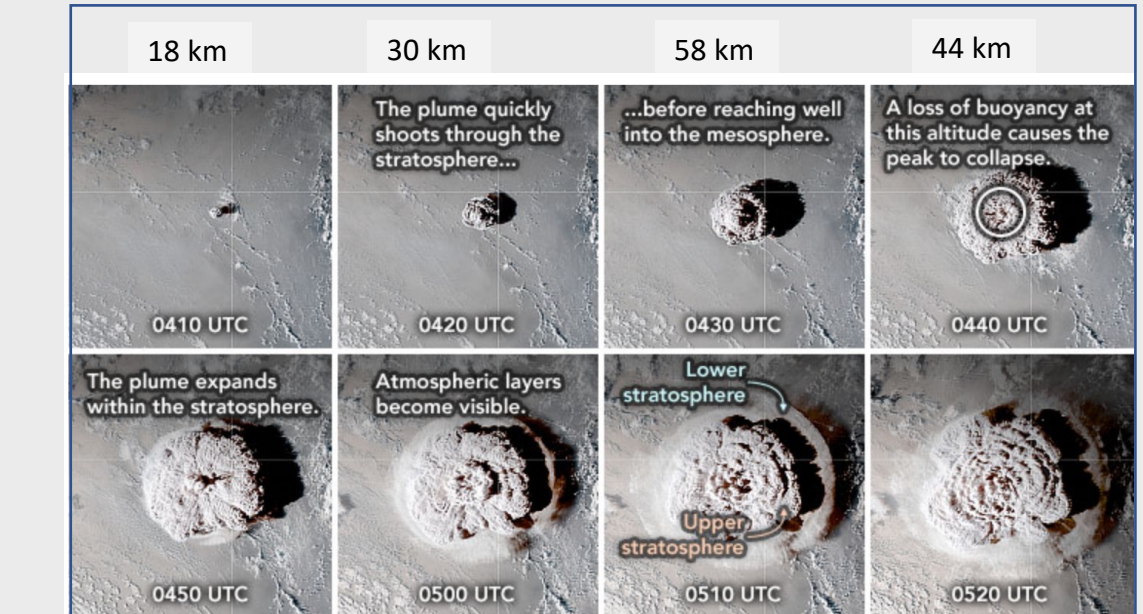 18 km
30 km
58 km
44 km
The plume quickly
shoots through the
stratosphere...
...before reaching well
into the mesosphere.
A loss of buoyancy at
this altitude causes the
peak to collapse.
0410 UTC
0420 UTC
0430 UTC
0440 UTC
The plume expands
within the stratosphere.
Atmospheric layers
become visible.
Lower
stratosphere
Upper
stratosphere
0450 UTC
0500 UTC
0510 UTC
0520 UTC